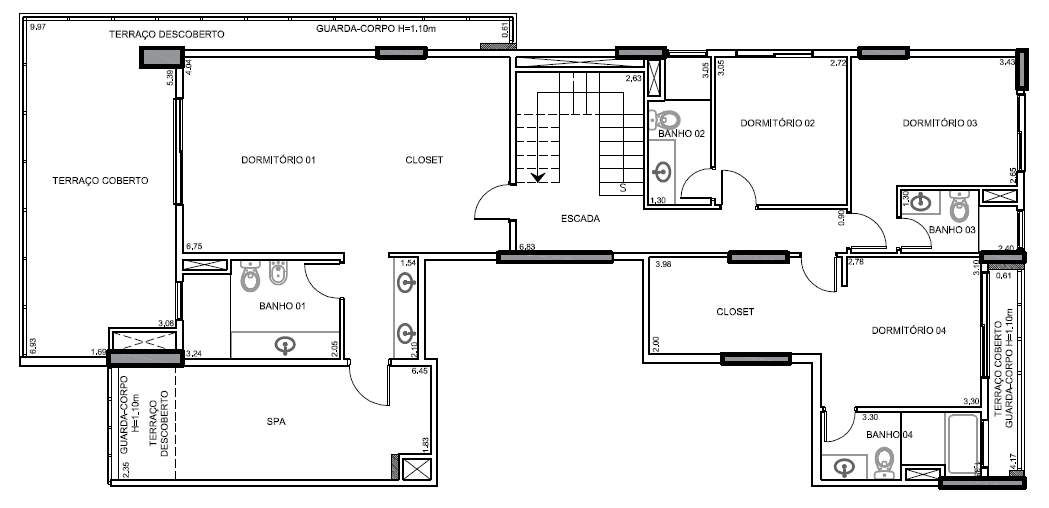 9.97
TERRAÇO DESCOBERTO
GUARDA-CORPO H=1.10m
0.61
5.39
4.04
2,63
3.05
3.05
2.72
3.43
DORMITÓRIO 01
CLOSET
BANHO 02
DORMITÓRIO 02
DORMITÓRIO 03
TERRAÇO COBERTO
S
1,30
2.65
1,30
ESCADA
0.90
BANHO 03
6,75
6,83
2,40
1,54
3.98
2,78
3.10
0,61
BANHO 01
CLOSET
DORMITÓRIO 04
TERRAÇO COBERTO
GUARDA-CORPO H=1.10m
3,08
6,93
1.69
3,24
2.05
2.10
2.00
6.45
3,30
GUARDA-CORPO
H=1.10m
TERRAÇO
DESCOBERTO
SPA
3.30
BANHO 04
1,83
2.35
4,17